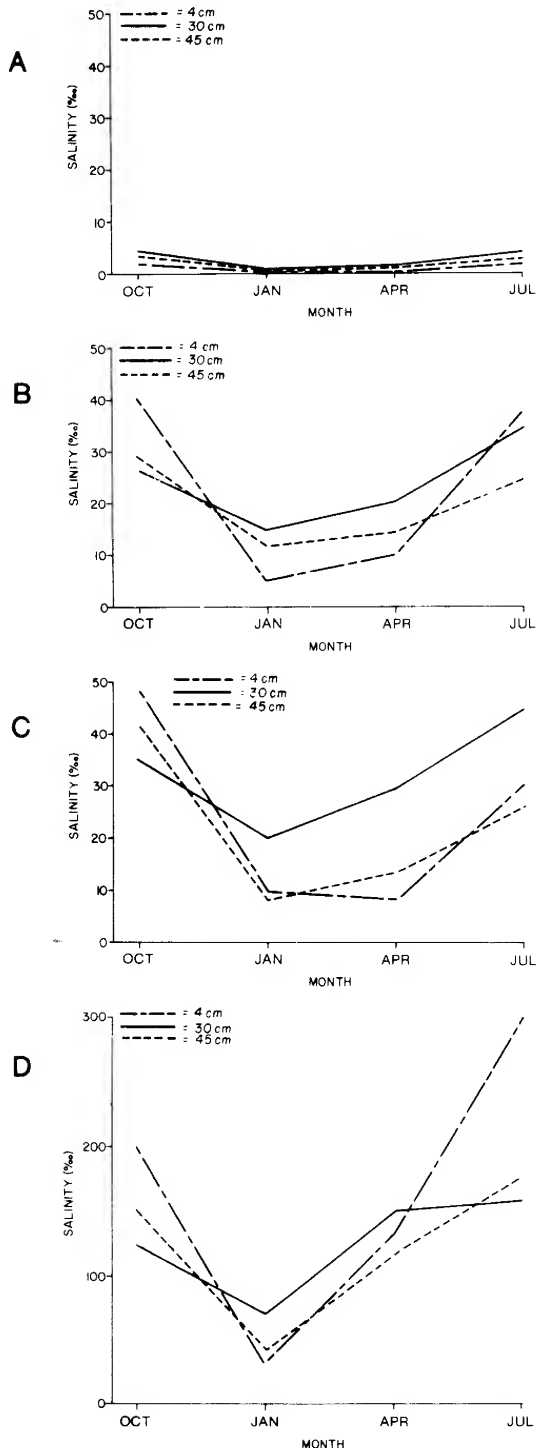 A
= 4 cm
= 30 cm
= 45 cm
SALINITY (‰)
50
40
30
20
10
0
OCT JAN APR JUL
MONTH
B
= 4 cm
= 30 cm
= 45 cm
SALINITY (‰)
50
40
30
20
10
0
OCT JAN APR JUL
MONTH
C
= 4 cm
= 30 cm
= 45 cm
SALINITY (‰)
50
40
30
20
10
0
OCT JAN APR JUL
MONTH
D
= 4 cm
= 30 cm
= 45 cm
SALINITY (‰)
300
200
100
0
OCT JAN APR JUL
MONTH